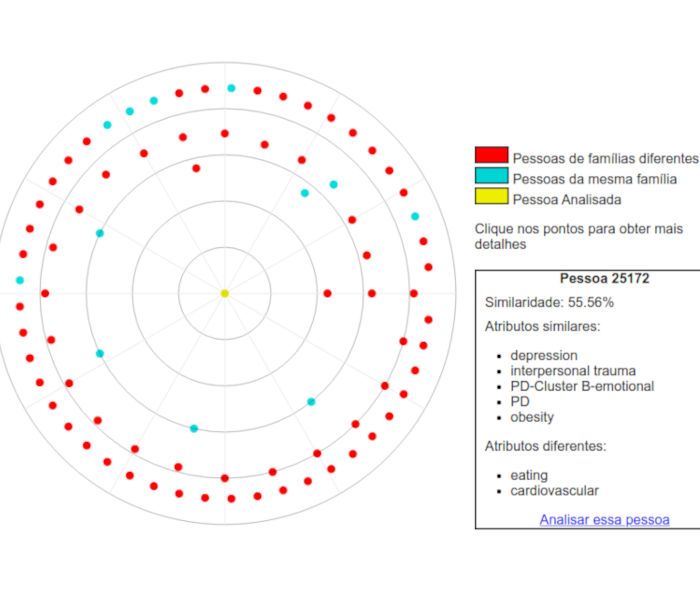 Pessoas de famílias diferentes
Pessoas da mesma família
Pessoa Analisada
Clique nos pontos para obter mais
detalhes
Pessoa 25172
Similaridade: 55.56%
Atributos similares:
depression
interpersonal trauma
PD-Cluster B-emotional
PD
obesity
Atributos diferentes:
eating
cardiovascular
Analisar essa pessoa